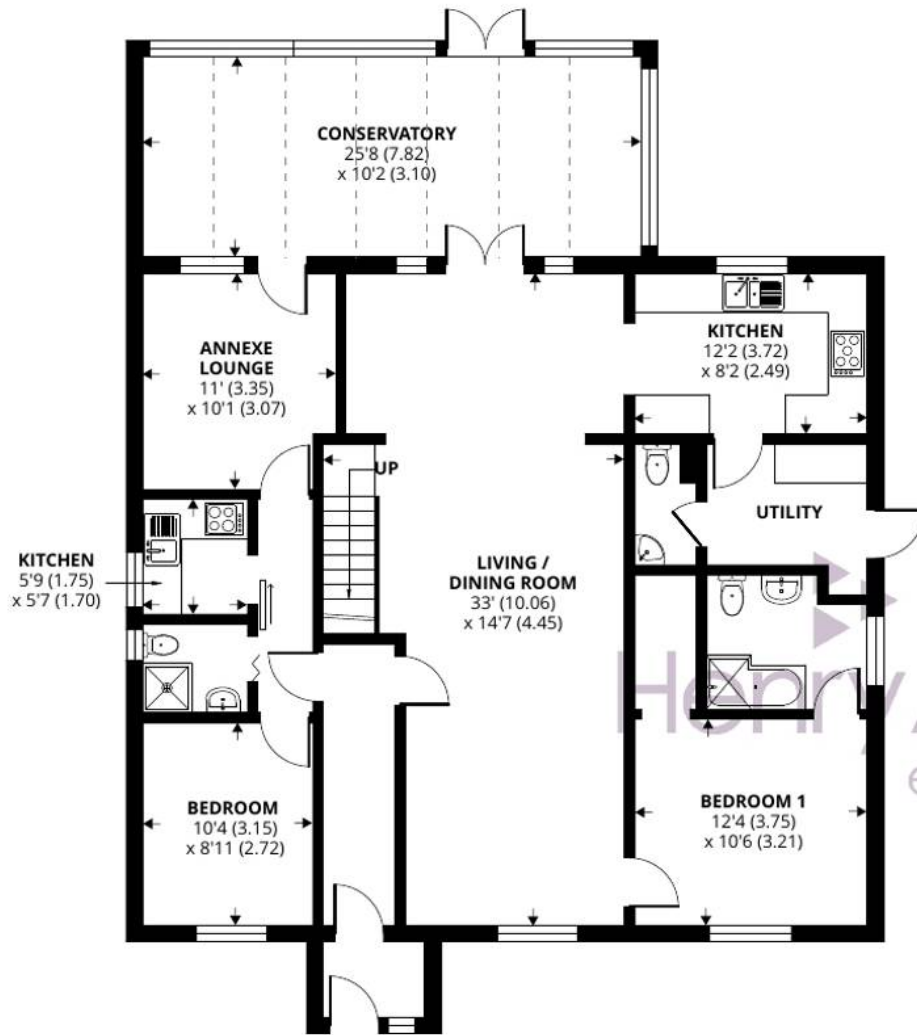 CONSERVATORY
25'8 (7.82)
x 10'2 (3.10)
ANNEXE
LOUNGE
11' (3.35)
x 10'1 (3.07)
KITCHEN
12'2 (3.72)
x 8'2 (2.49)
UP
UTILITY
KITCHEN
5'9 (1.75)
x 5'7 (1.70)
LIVING /
DINING ROOM
33' (10.06)
x 14'7 (4.45)
Henry
BEDROOM
10'4 (3.15)
x 8'11 (2.72)
BEDROOM 1
12'4 (3.75)
x 10'6 (3.21)